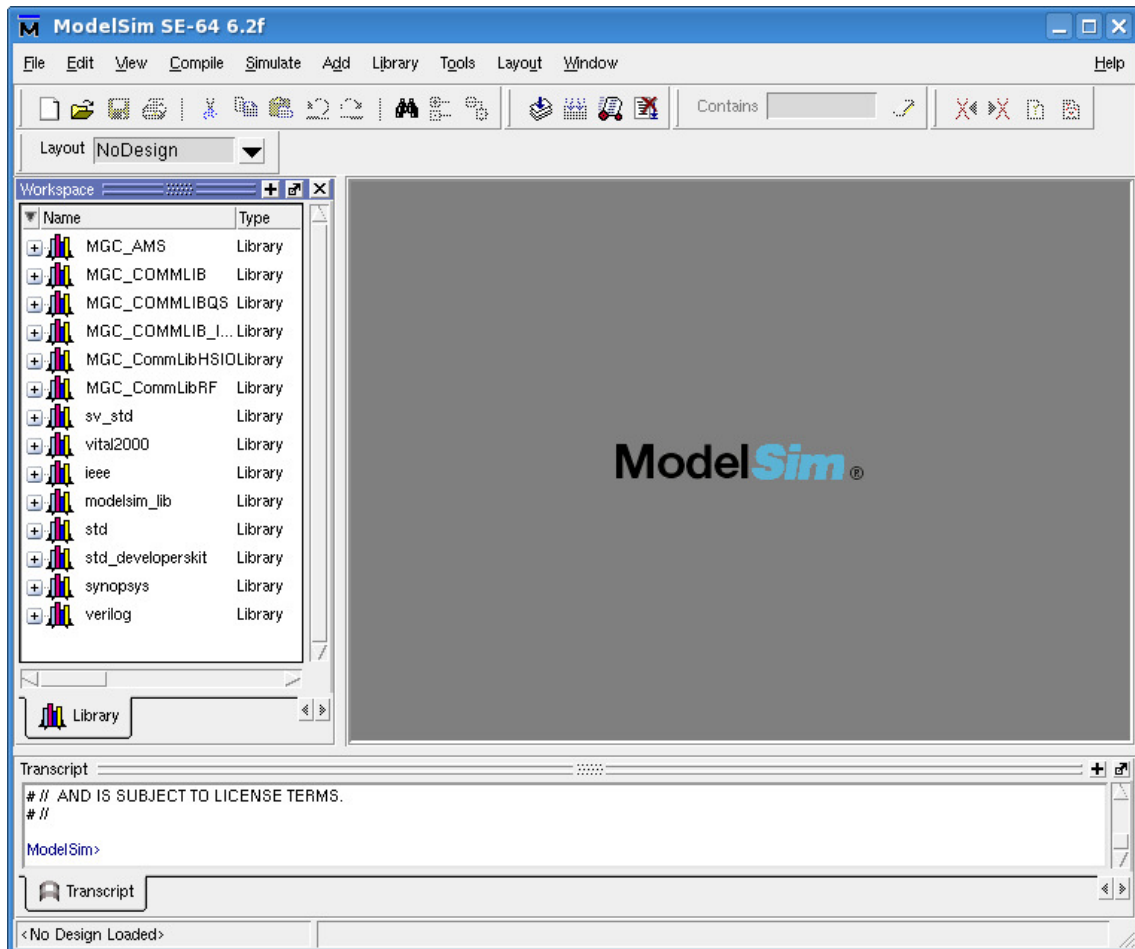 ModelSim SE-64 6.2f
File Edit View Compile Simulate Add Library Tools Layout Window Help
Contains
Layout NoDesign
Workspace
Name Type
MGC_AMS Library
MGC_COMMLIB Library
MGC_COMMLIBQS Library
MGC_COMMLIB_I... Library
MGC_CommLibHSIO Library
MGC_CommLibRF Library
sv_std Library
vital2000 Library
ieee Library
modelsim_lib Library
std Library
std_developerskit Library
synopsys Library
verilog Library
Library
ModelSim®
Transcript
# // AND IS SUBJECT TO LICENSE TERMS.
# //
ModelSim>
Transcript
<No Design Loaded>